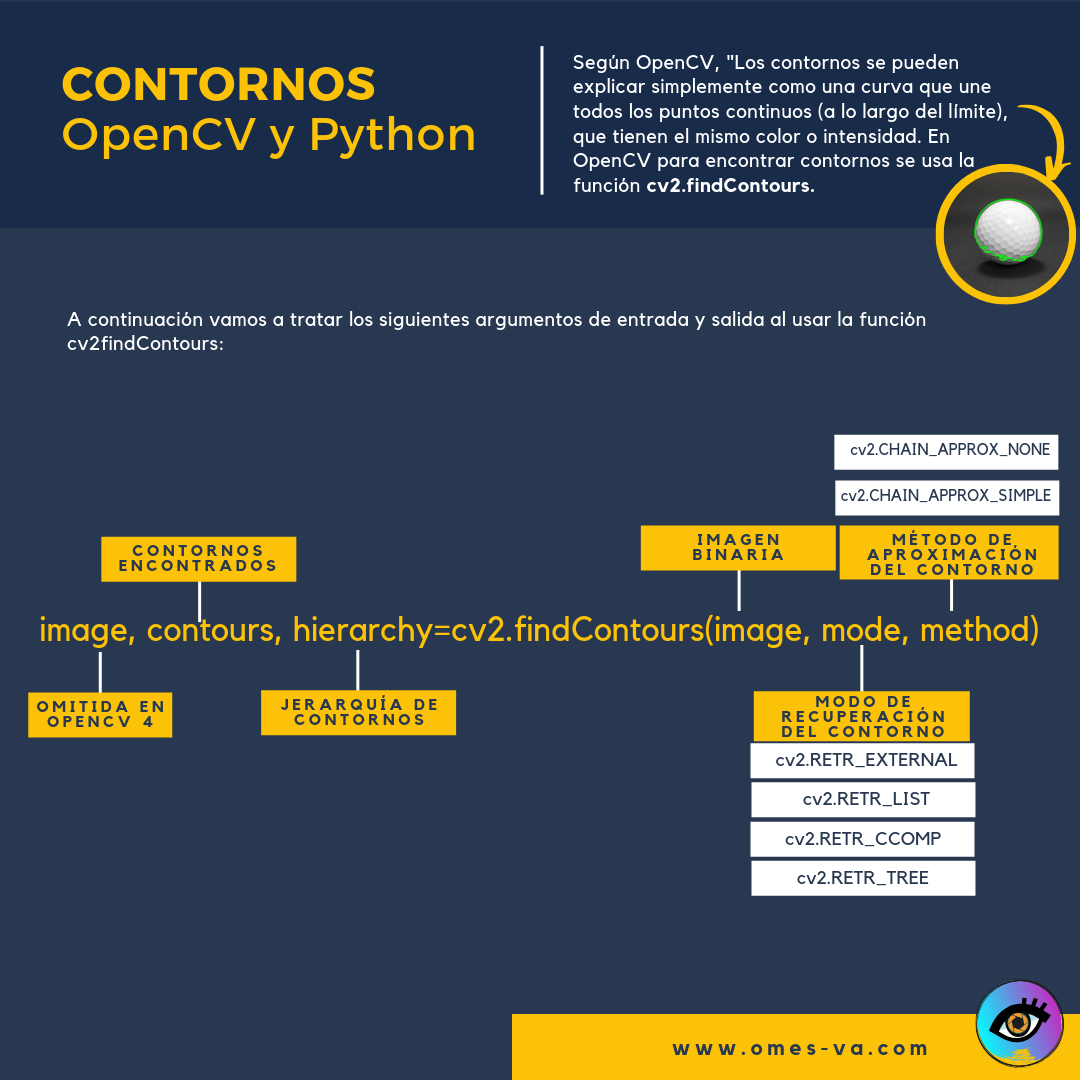 CONTORNOS
OpenCV y Python
Según OpenCV, "Los contornos se pueden
explicar simplemente como una curva que une
todos los puntos continuos (a lo largo del límite),
que tienen el mismo color o intensidad. En
OpenCV para encontrar contornos se usa la
función cv2.findContours.
A continuación vamos a tratar los siguientes argumentos de entrada y salida al usar la función
cv2findContours:
cv2.CHAIN_APPROX_NONE
cv2.CHAIN_APPROX_SIMPLE
CONTORNOS
ENCONTRADOS
IMAGEN
BINARIA
MÉTODO DE
APROXIMACIÓN
DEL CONTORNO
image, contours, hierarchy=cv2.findContours(image, mode, method)
OMITIDA EN
OPENCV 4
JERARQUÍA DE
CONTORNOS
MODO DE
RECUPERACIÓN
DEL CONTORNO
cv2.RETR_EXTERNAL
cv2.RETR_LIST
cv2.RETR_CCOMP
cv2.RETR_TREE
www.omes-va.com